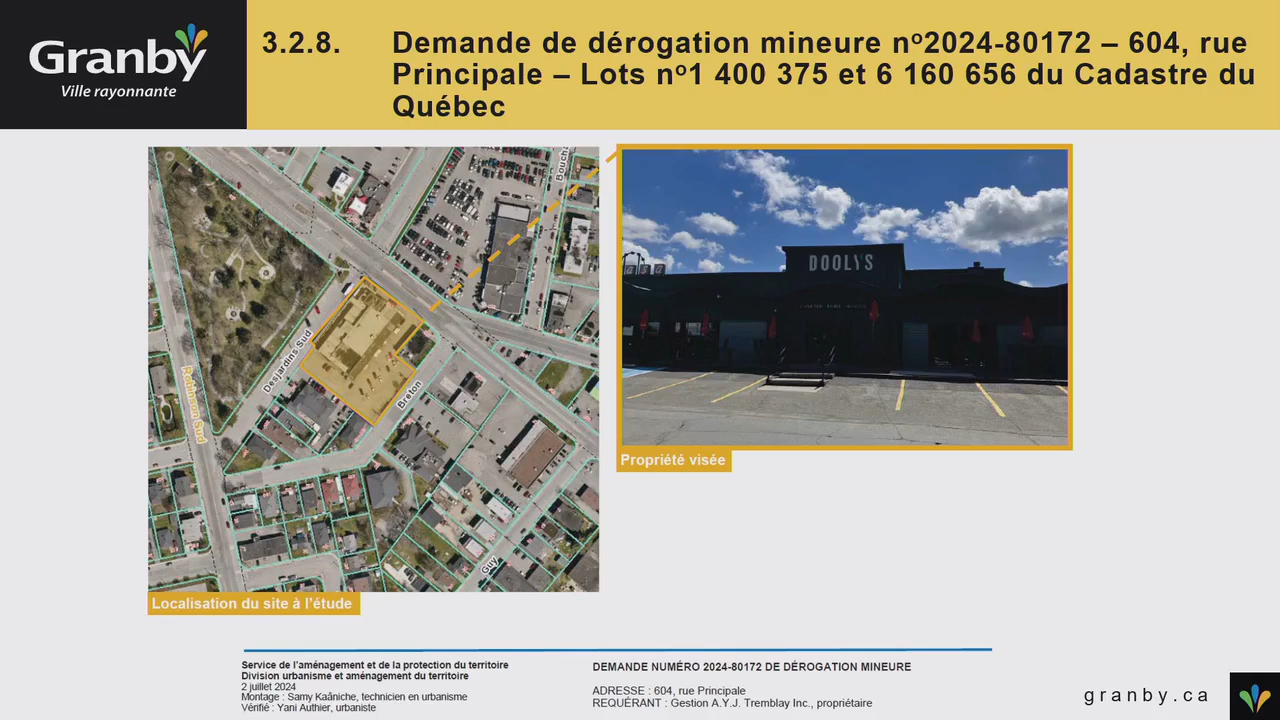 Granby
Ville rayonnante
3.2.8. Demande de dérogation mineure nº2024-80172 – 604, rue
Principale – Lots nº1 400 375 et 6 160 656 du Cadastre du
Québec
Boucha
Desjardins Sud
Breton
Robinson Sud
Guy
DOOLY'S
Propriété visée
Localisation du site à l'étude
Service de l'aménagement et de la protection du territoire
Division urbanisme et aménagement du territoire
2 juillet 2024
Montage : Samy Kaâniche, technicien en urbanisme
Vérifié : Yani Authier, urbaniste
DEMANDE NUMÉRO 2024-80172 DE DÉROGATION MINEURE
ADRESSE : 604, rue Principale
REQUÉRANT : Gestion A.Y.J. Tremblay Inc., propriétaire
granby.ca